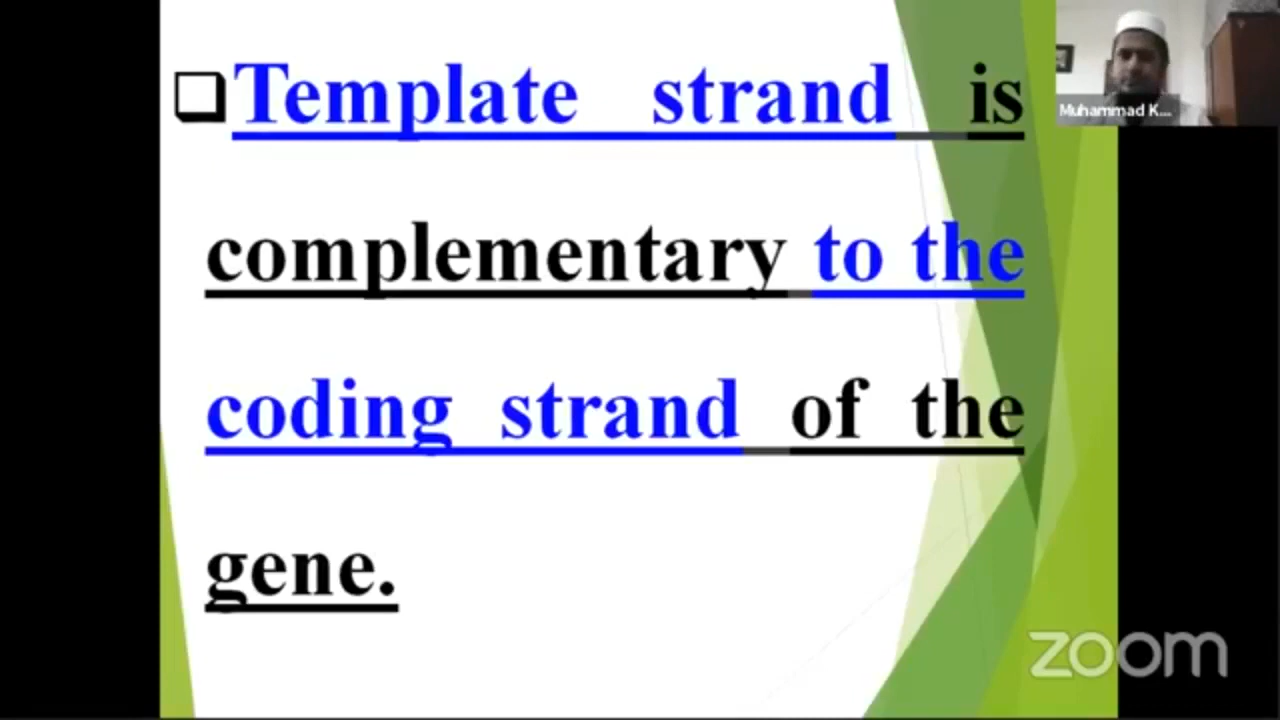 Template strand is
complementary to the
coding strand of the
gene.
Muhammad K...
zoom